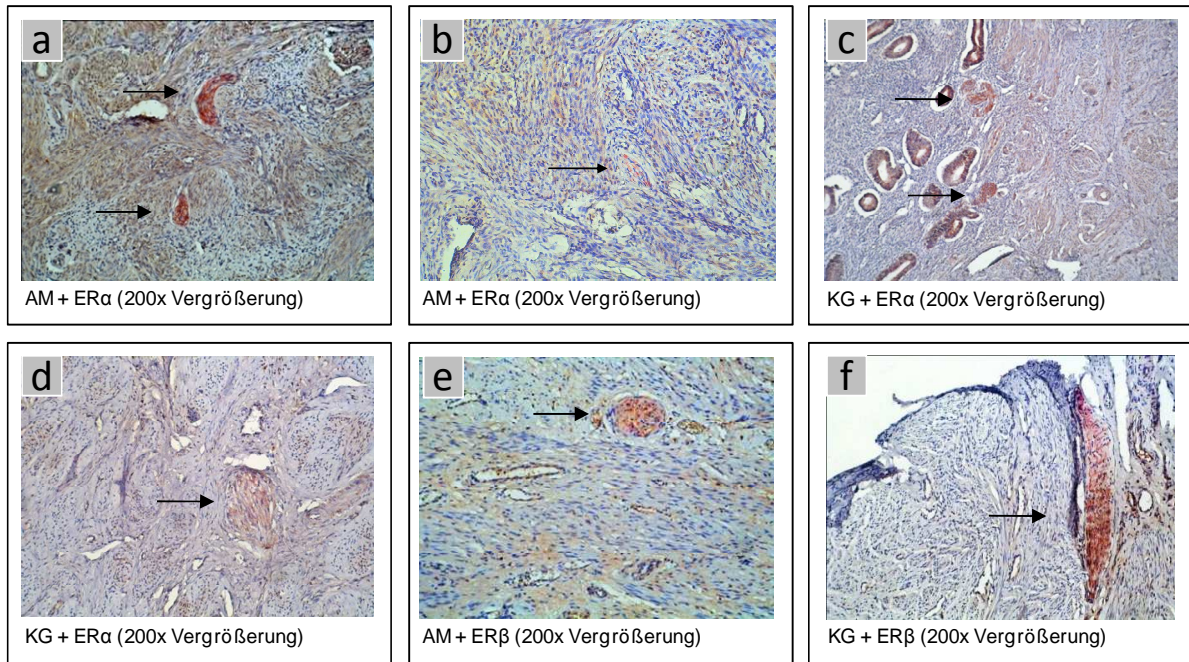 a
b
c
AM + ERα (200x Vergrößerung)
AM + ERα (200x Vergrößerung)
KG + ERα (200x Vergrößerung)
d
e
f
KG + ERα (200x Vergrößerung)
AM + ERβ (200x Vergrößerung)
KG + ERβ (200x Vergrößerung)